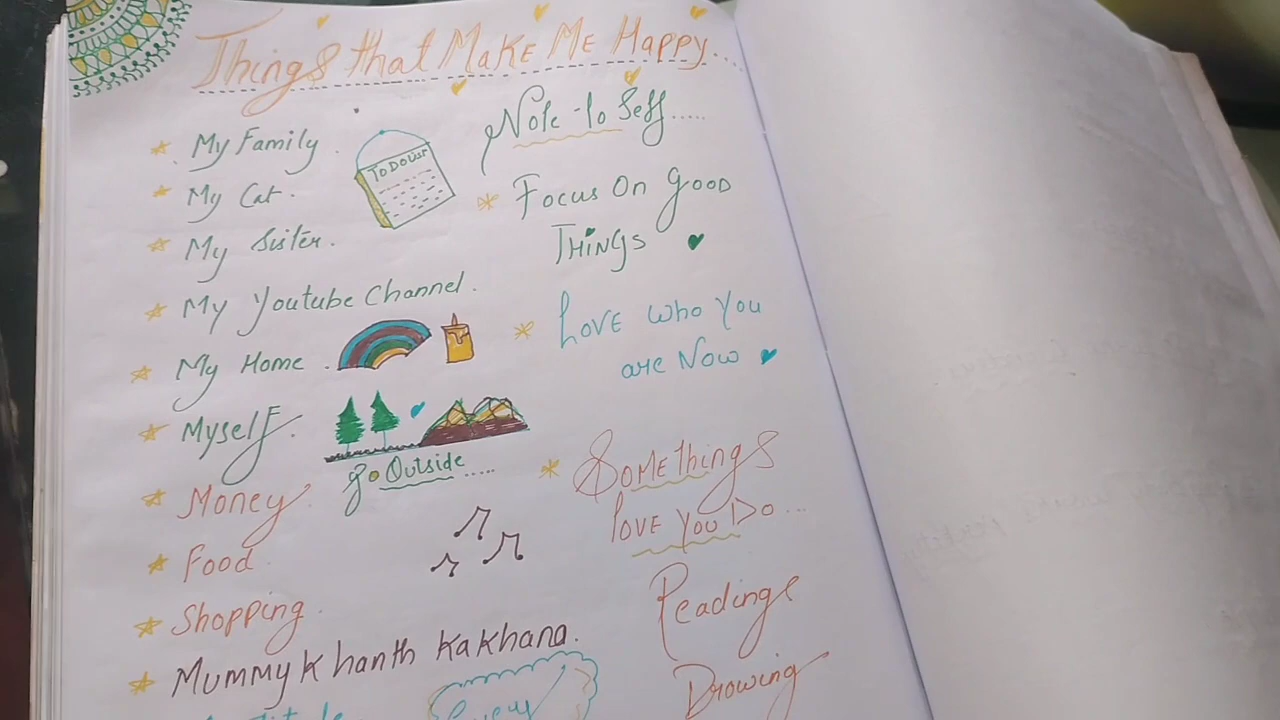 Things that Make Me Happy..
My Family.
My Cat.
My Sister.
My Youtube Channel.
My Home.
Myself.
Money
Food
Shopping.
Mummy k hanth ka khana.
To Do List
Go Outside.....
Note to Self.....
Focus On Good
Things
Love who You
are Now
Somethings
love you Do...
Readings
Drowing